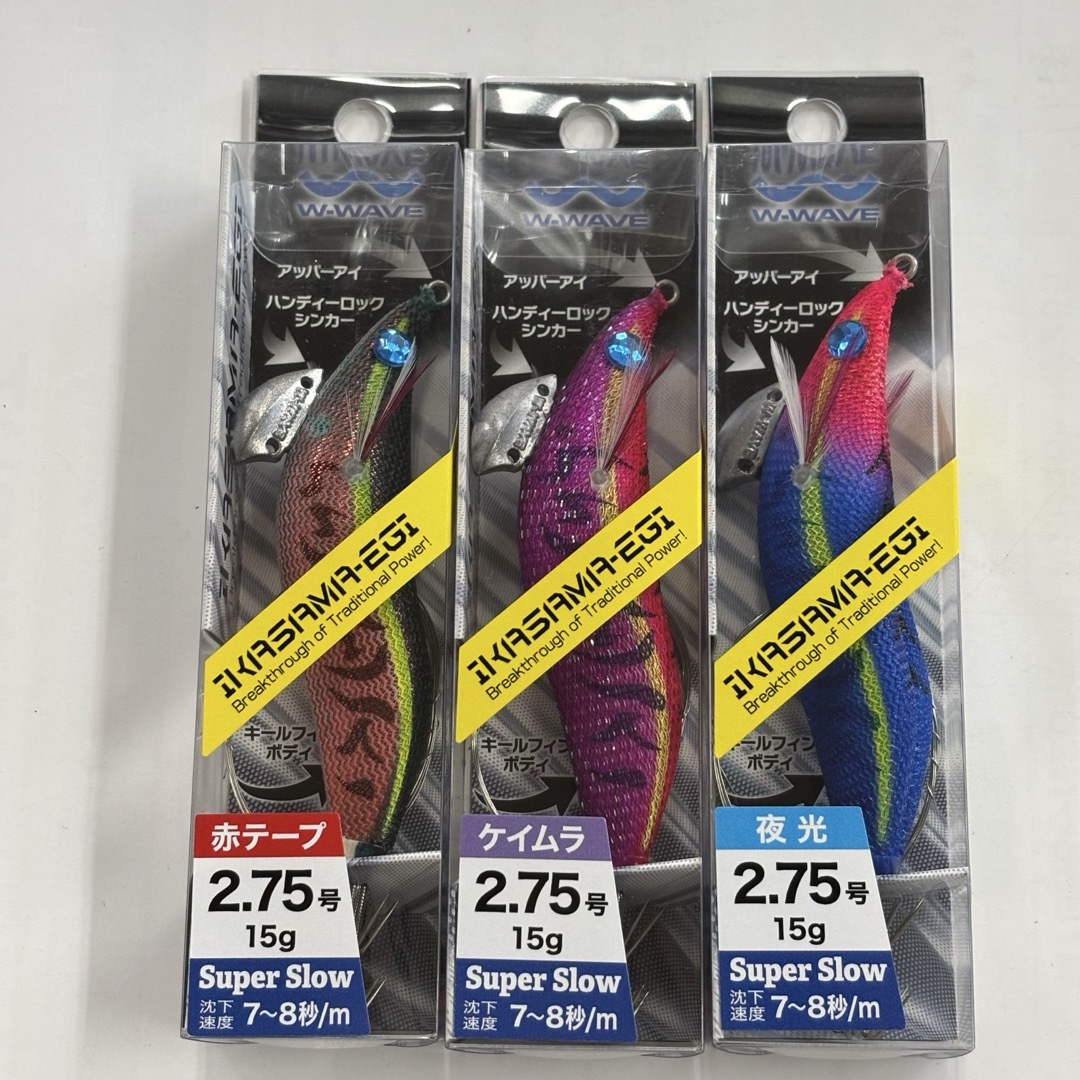 W-WAVE
アッパーアイ
ハンディーロック
シンカー
IKASAMA-EGI
Breakthrough of Traditional Power!
キールフィン
ボディ
赤テープ
2.75号
15g
Super Slow
沈下
速度 7～8秒/m
W-WAVE
アッパーアイ
ハンディーロック
シンカー
IKASAMA-EGI
Breakthrough of Traditional Power!
キールフィン
ボディ
ケイムラ
2.75号
15g
Super Slow
沈下
速度 7～8秒/m
W-WAVE
アッパーアイ
ハンディーロック
シンカー
IKASAMA-EGI
Breakthrough of Traditional Power!
キールフィン
ボディ
夜光
2.75号
15g
Super Slow
沈下
速度 7～8秒/m